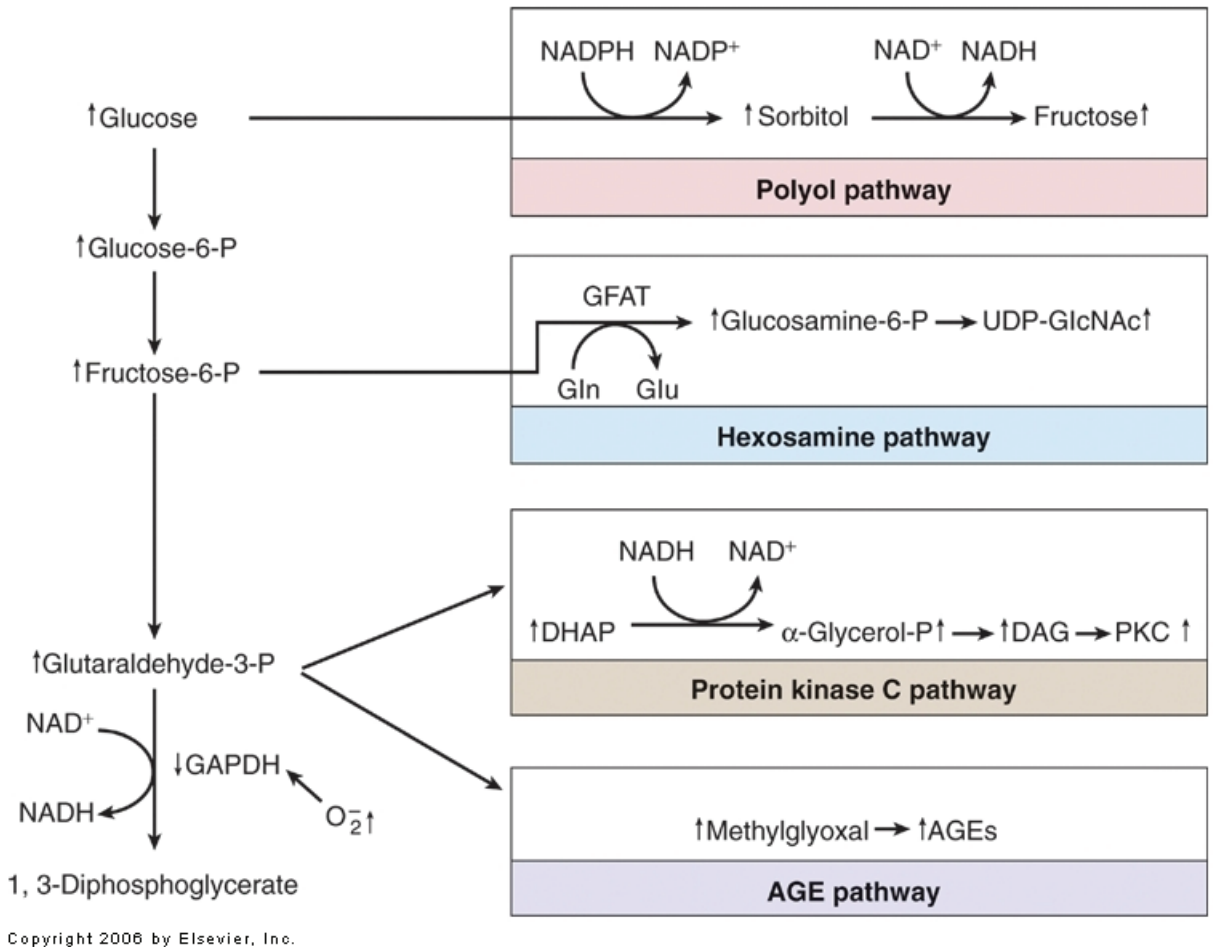 NADPH NADP⁺ NAD⁺ NADH
↑Glucose ↑Sorbitol Fructose↑
Polyol pathway
↑Glucose-6-P
GFAT
↑Glucosamine-6-P UDP-GlcNAc↑
↑Fructose-6-P
Gln Glu
Hexosamine pathway
NADH NAD⁺
↑DHAP α-Glycerol-P↑ ↑DAG PKC ↑
↑Glutaraldehyde-3-P
Protein kinase C pathway
NAD⁺
↓GAPDH
NADH
O₂⁻↑
↑Methylglyoxal ↑AGEs
1, 3-Diphosphoglycerate
AGE pathway
Copyright 2006 by Elsevier, Inc.